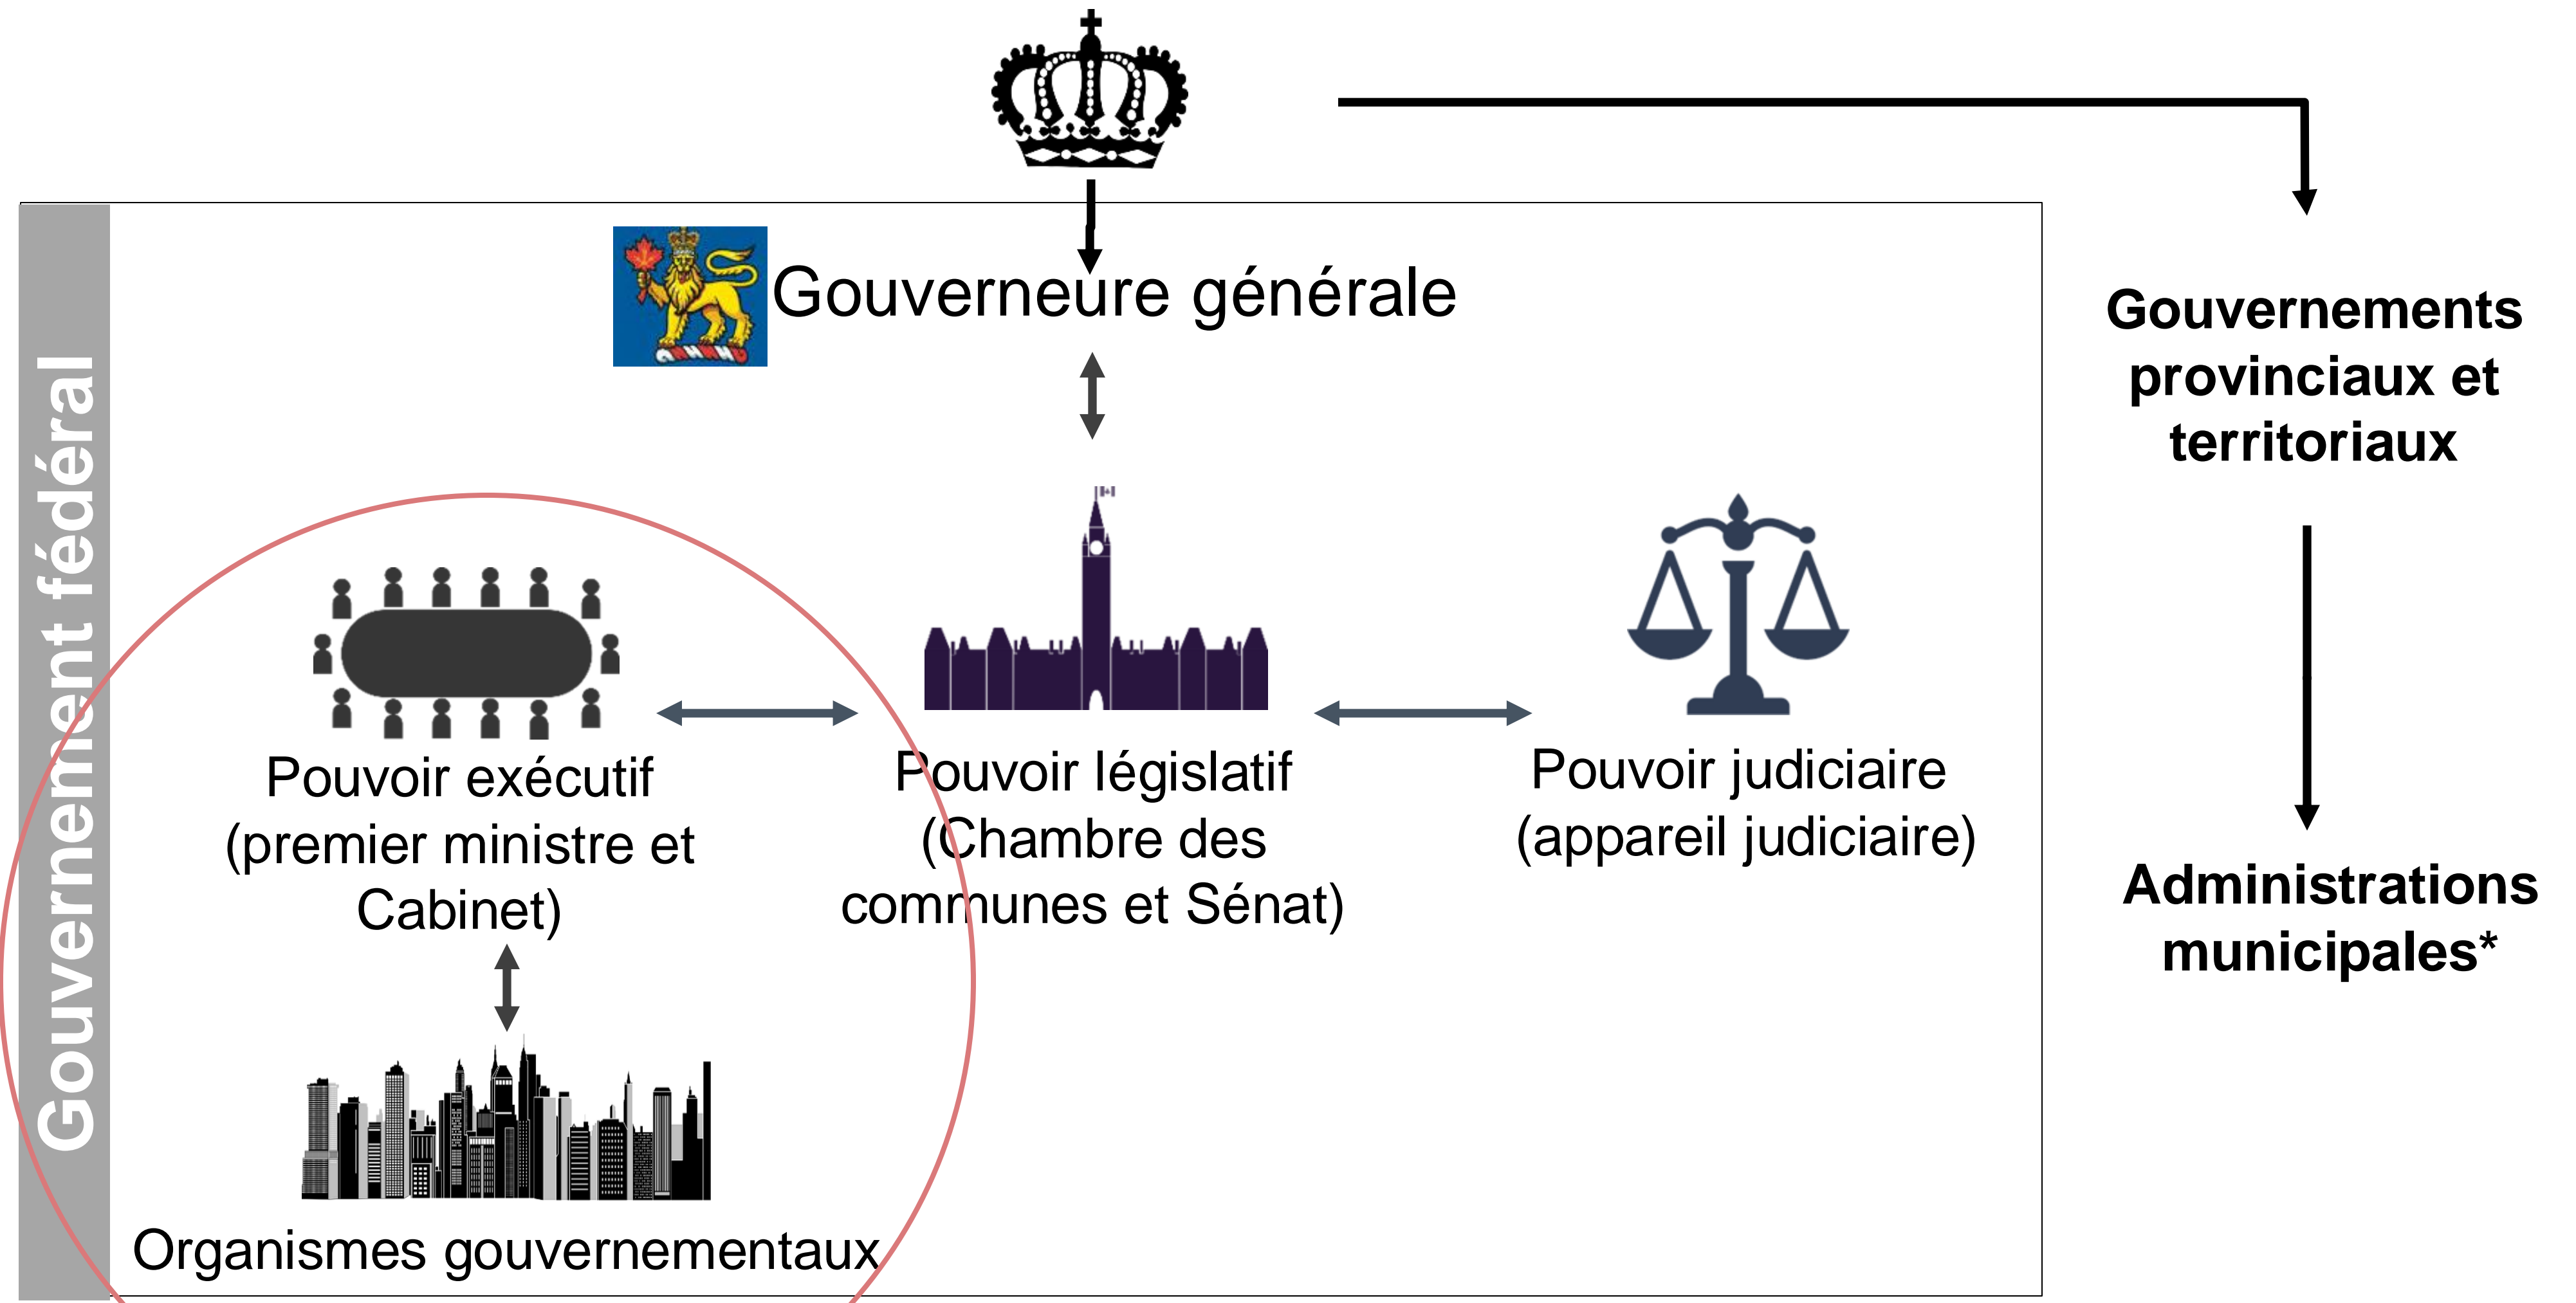 Gouvernement fédéral
Gouverneure générale
Pouvoir exécutif
(premier ministre et
Cabinet)
Pouvoir législatif
(Chambre des
communes et Sénat)
Pouvoir judiciaire
(appareil judiciaire)
Organismes gouvernementaux
Gouvernements
provinciaux et
territoriaux
Administrations
municipales*